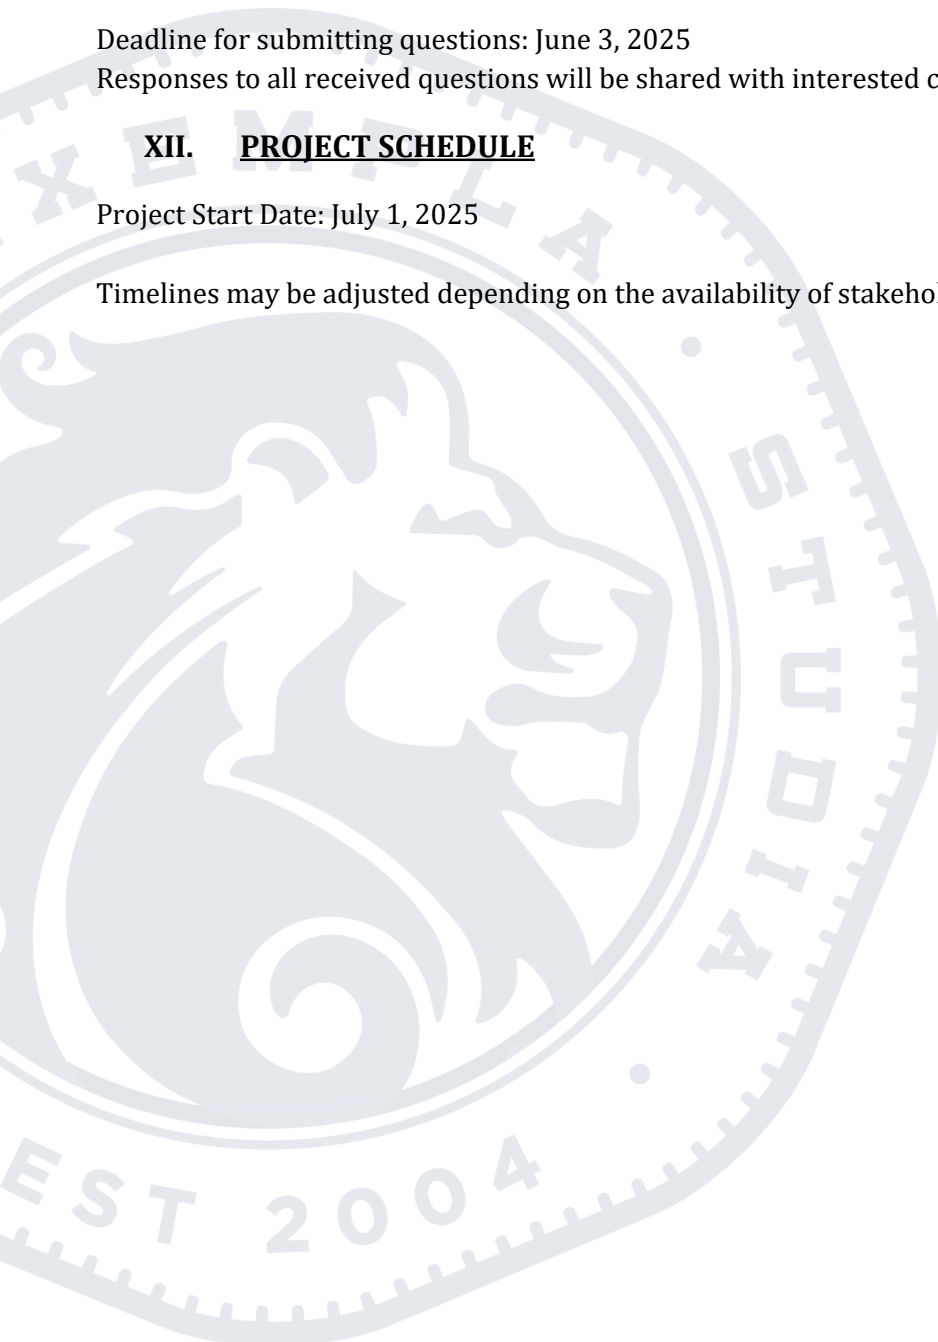 Deadline for submitting questions: June 3, 2025
Responses to all received questions will be shared with interested
XII. PROJECT SCHEDULE
Project Start Date: July 1, 2025
Timelines may be adjusted depending on the availability of
EXEMPLA · STUDIA ·
EST 2004